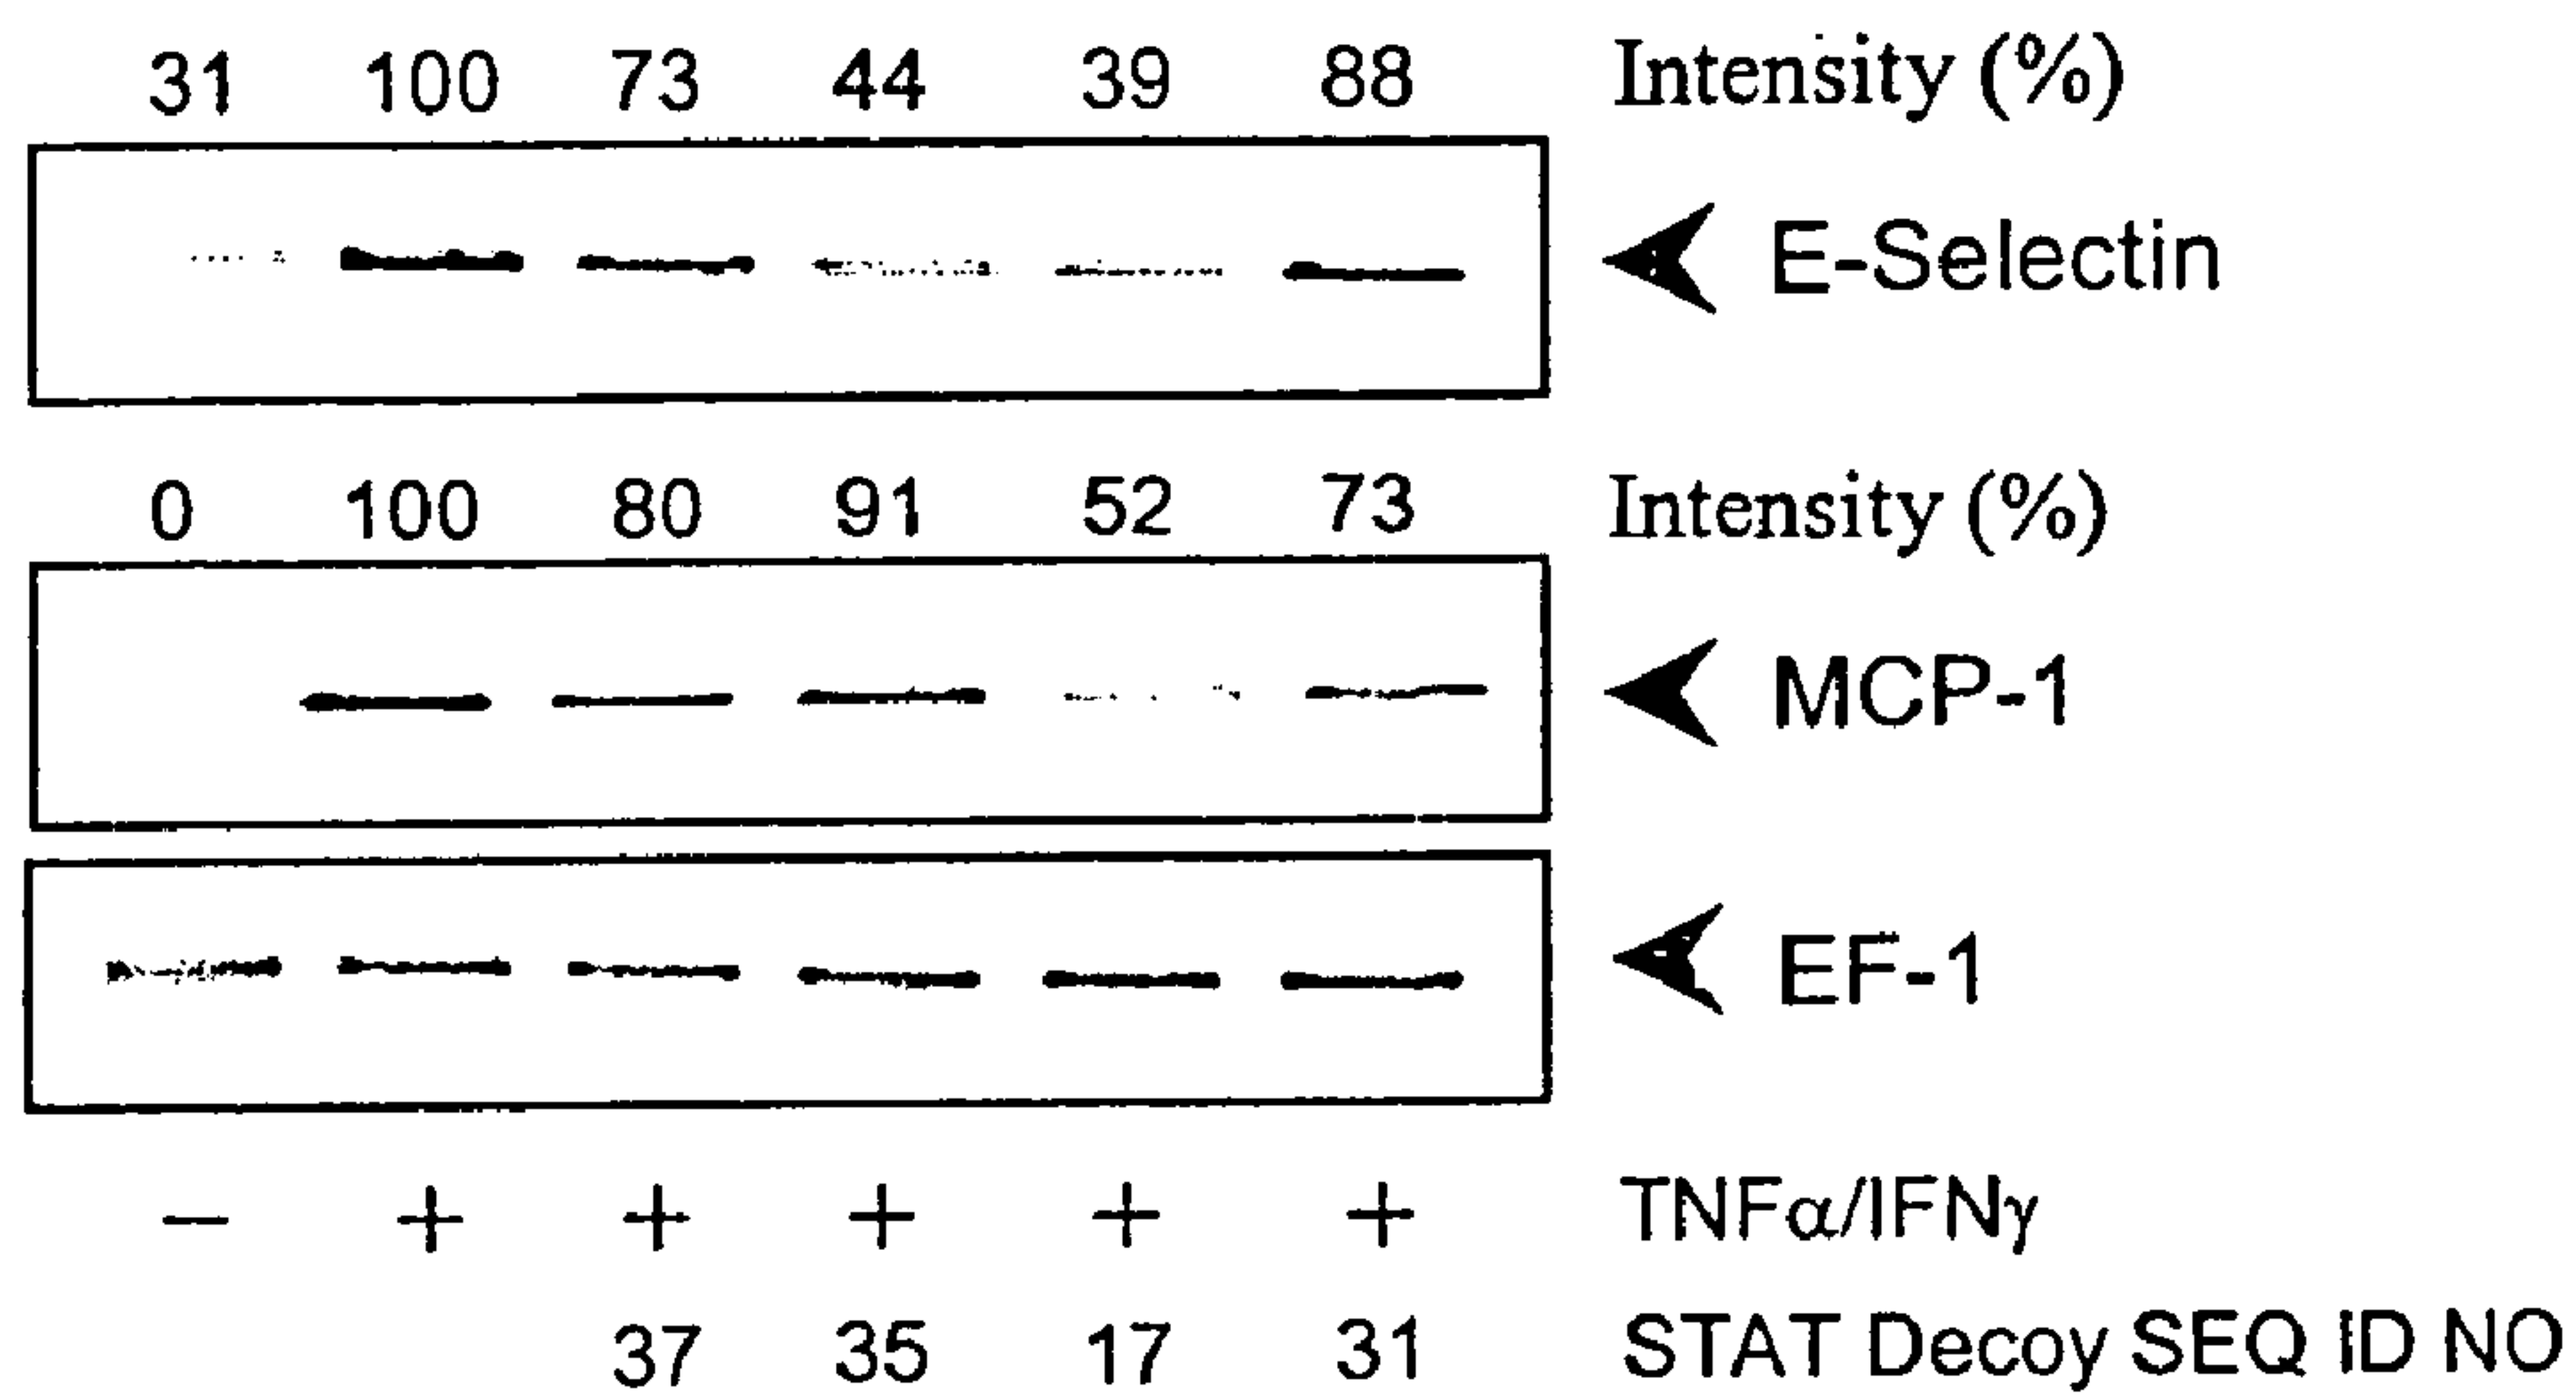 31 100 73 44 39 88 Intensity (%)
E-Selectin
0 100 80 91 52 73 Intensity (%)
MCP-1
EF-1
− + + + + + TNFα/IFNγ
37 35 17 31 STAT Decoy SEQ ID NO